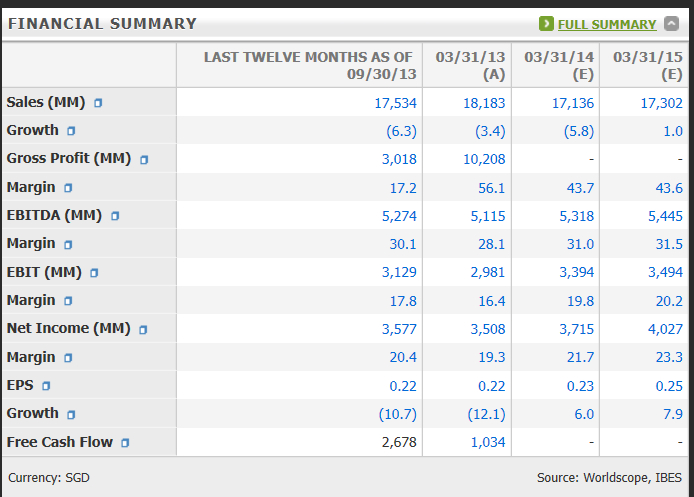 FINANCIAL SUMMARY FULL SUMMARY
LAST TWELVE MONTHS AS OF 09/30/13 03/31/13 (A) 03/31/14 (E) 03/31/15 (E)
Sales (MM) 17,534 18,183 17,136 17,302
Growth (6.3) (3.4) (5.8) 1.0
Gross Profit (MM) 3,018 10,208 - -
Margin 17.2 56.1 43.7 43.6
EBITDA (MM) 5,274 5,115 5,318 5,445
Margin 30.1 28.1 31.0 31.5
EBIT (MM) 3,129 2,981 3,394 3,494
Margin 17.8 16.4 19.8 20.2
Net Income (MM) 3,577 3,508 3,715 4,027
Margin 20.4 19.3 21.7 23.3
EPS 0.22 0.22 0.23 0.25
Growth (10.7) (12.1) 6.0 7.9
Free Cash Flow 2,678 1,034 - -
Currency: SGD Source: Worldscope, IBES